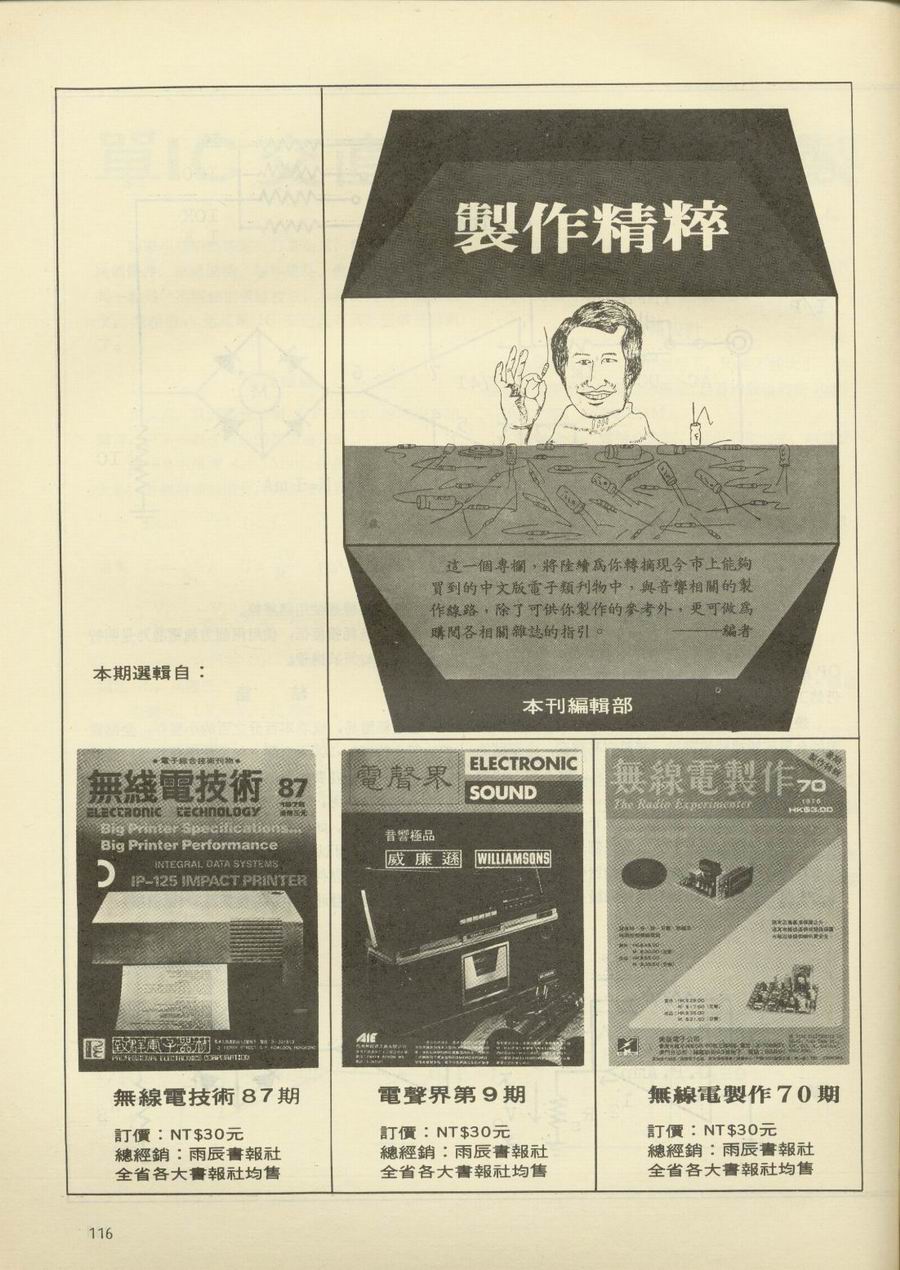 製作精粹
這一個專欄，將陸續為你轉摘現今市上能夠
買到的中文版電子類刊物中，與音響相關的製
作線路，除了可供你製作的參考外，更可做為
購閱各相關雜誌的指引。 ———編者
本刊編輯部
本期選輯自：
•電子綜合技術刊物•
無綫電技術 87
1978
ELECTRONIC TECHNOLOGY
Big Printer Specifications...
Big Printer Performance
INTEGRAL DATA SYSTEMS
IP-125 IMPACT PRINTER
PROFESSIONAL ELECTRONICS CORPORATION
無線電技術87期
訂價：NT$30元
總經銷：雨辰書報社
全省各大書報社均售
電聲界
ELECTRONIC
SOUND
音響極品
威廉遜 WILLIAMSONS
AIE
電聲界第9期
訂價：NT$30元
總經銷：雨辰書報社
全省各大書報社均售
無線電製作 70
The Radio Experimenter
1978
HK$3.00
無線電製作70期
訂價：NT$30元
總經銷：雨辰書報社
全省各大書報社均售
116